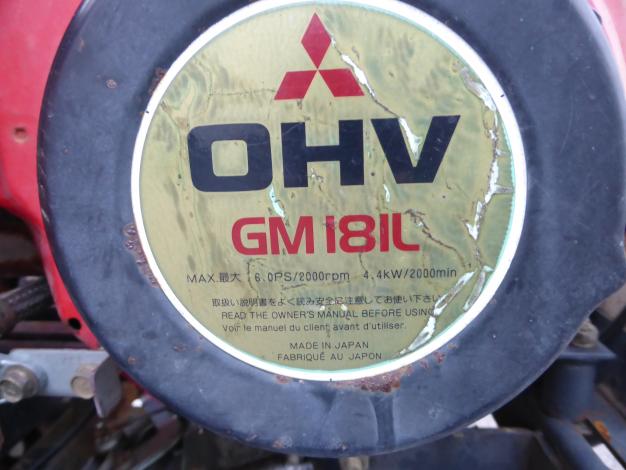 OHV
GM181L
MAX.最大 6.0PS/2000rpm 4.4kW/2000min
取扱い説明書をよく読み安全に注意してお使い下さい
READ THE OWNER'S MANUAL BEFORE USING
Voir le manuel du client avant d'utiliser.
MADE IN JAPAN
FABRIQUÉ AU JAPON